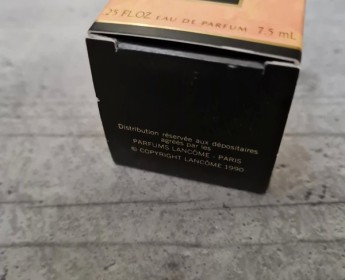 .25 FL.OZ EAU DE PARFUM 7.5 ml.
Distribution réservée aux dépositaires
agréés par les
PARFUMS LANCÔME - PARIS
© COPYRIGHT LANCÔME 1990